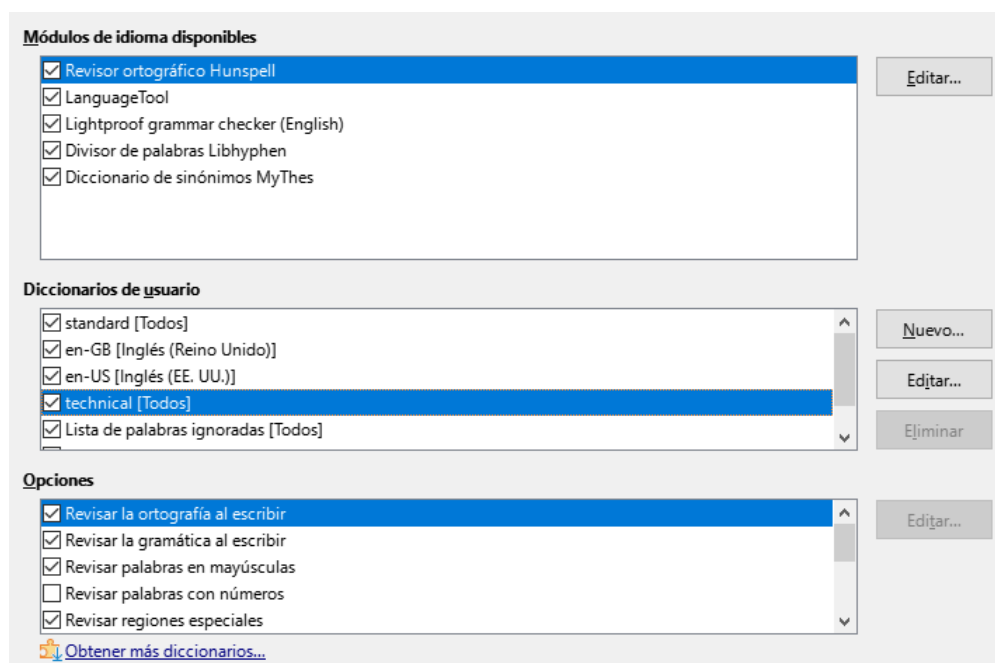 Módulos de idioma disponibles
Revisor ortográfico Hunspell
Editar...
LanguageTool
Lightproof grammar checker (English)
Divisor de palabras Libhyphen
Diccionario de sinónimos MyThes
Diccionarios de usuario
standard [Todos]
Nuevo...
en-GB [Inglés (Reino Unido)]
en-US [Inglés (EE. UU.)]
Editar...
technical [Todos]
Lista de palabras ignoradas [Todos]
Eliminar
Opciones
Revisar la ortografía al escribir
Editar...
Revisar la gramática al escribir
Revisar palabras en mayúsculas
Revisar palabras con números
Revisar regiones especiales
Obtener más diccionarios...